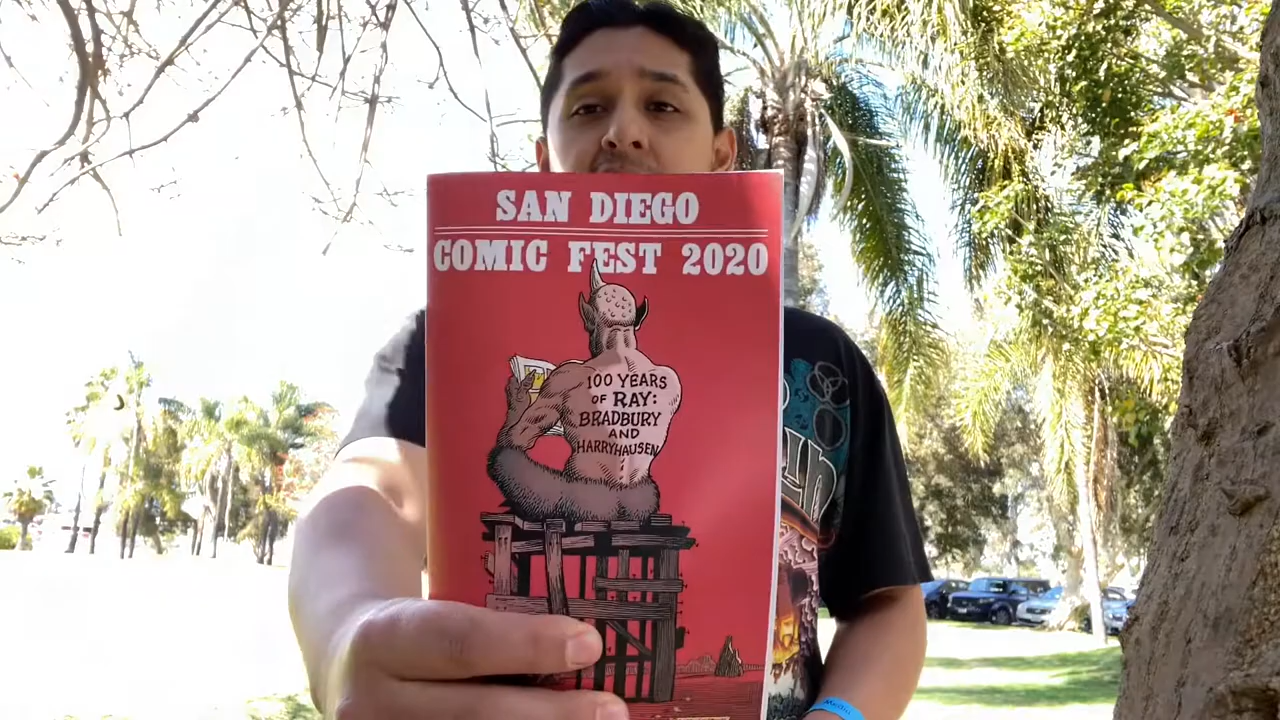 SAN DIEGO
COMIC FEST 2020
100 YEARS
OF RAY:
BRADBURY
AND
HARRYHAUSEN